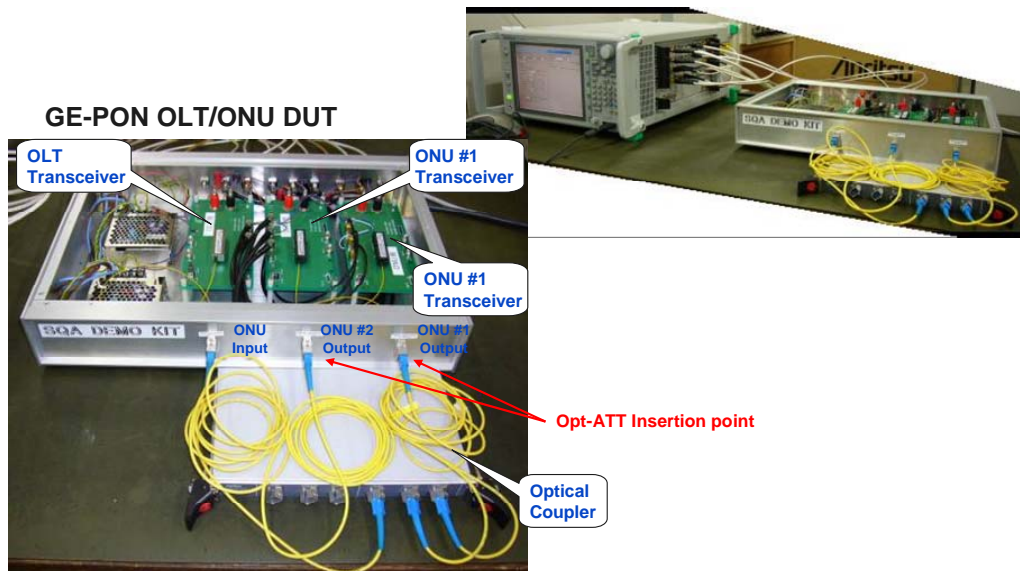 Anritsu
SQA DEMO KIT
GE-PON OLT/ONU DUT
OLT
Transceiver
ONU #1
Transceiver
ONU #1
Transceiver
SQA DEMO KIT
ONU
Input
ONU #2
Output
ONU #1
Output
Opt-ATT Insertion point
Optical
Coupler